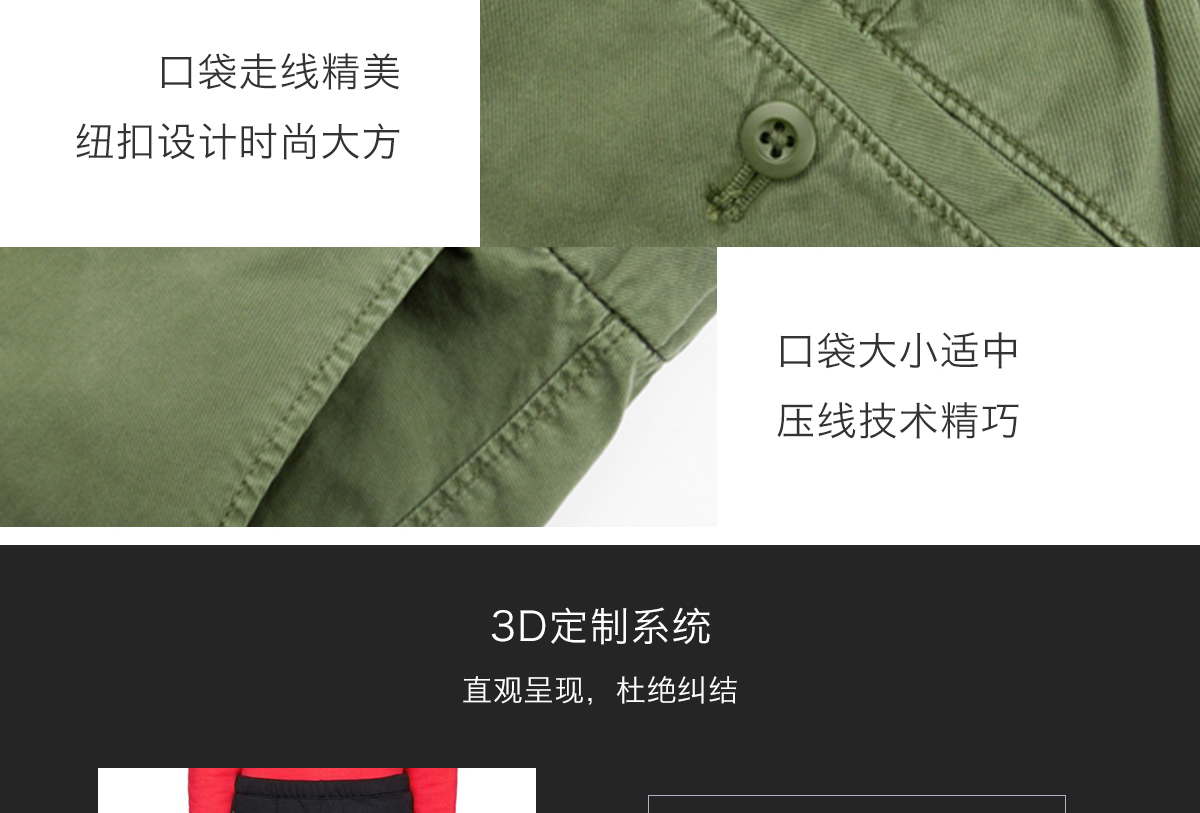 口袋走线精美
纽扣设计时尚大方
口袋大小适中
压线技术精巧
3D定制系统
直观呈现，杜绝纠结